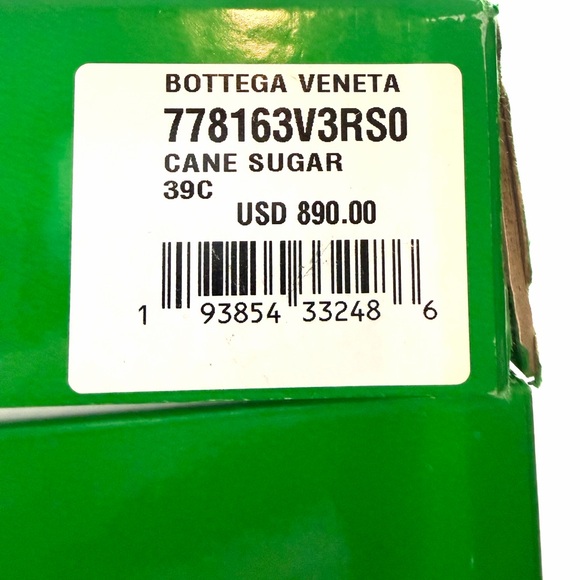 BOTTEGA VENETA
778163V3RS0
CANE SUGAR
39C
USD 890.00
1 93854 33248 6